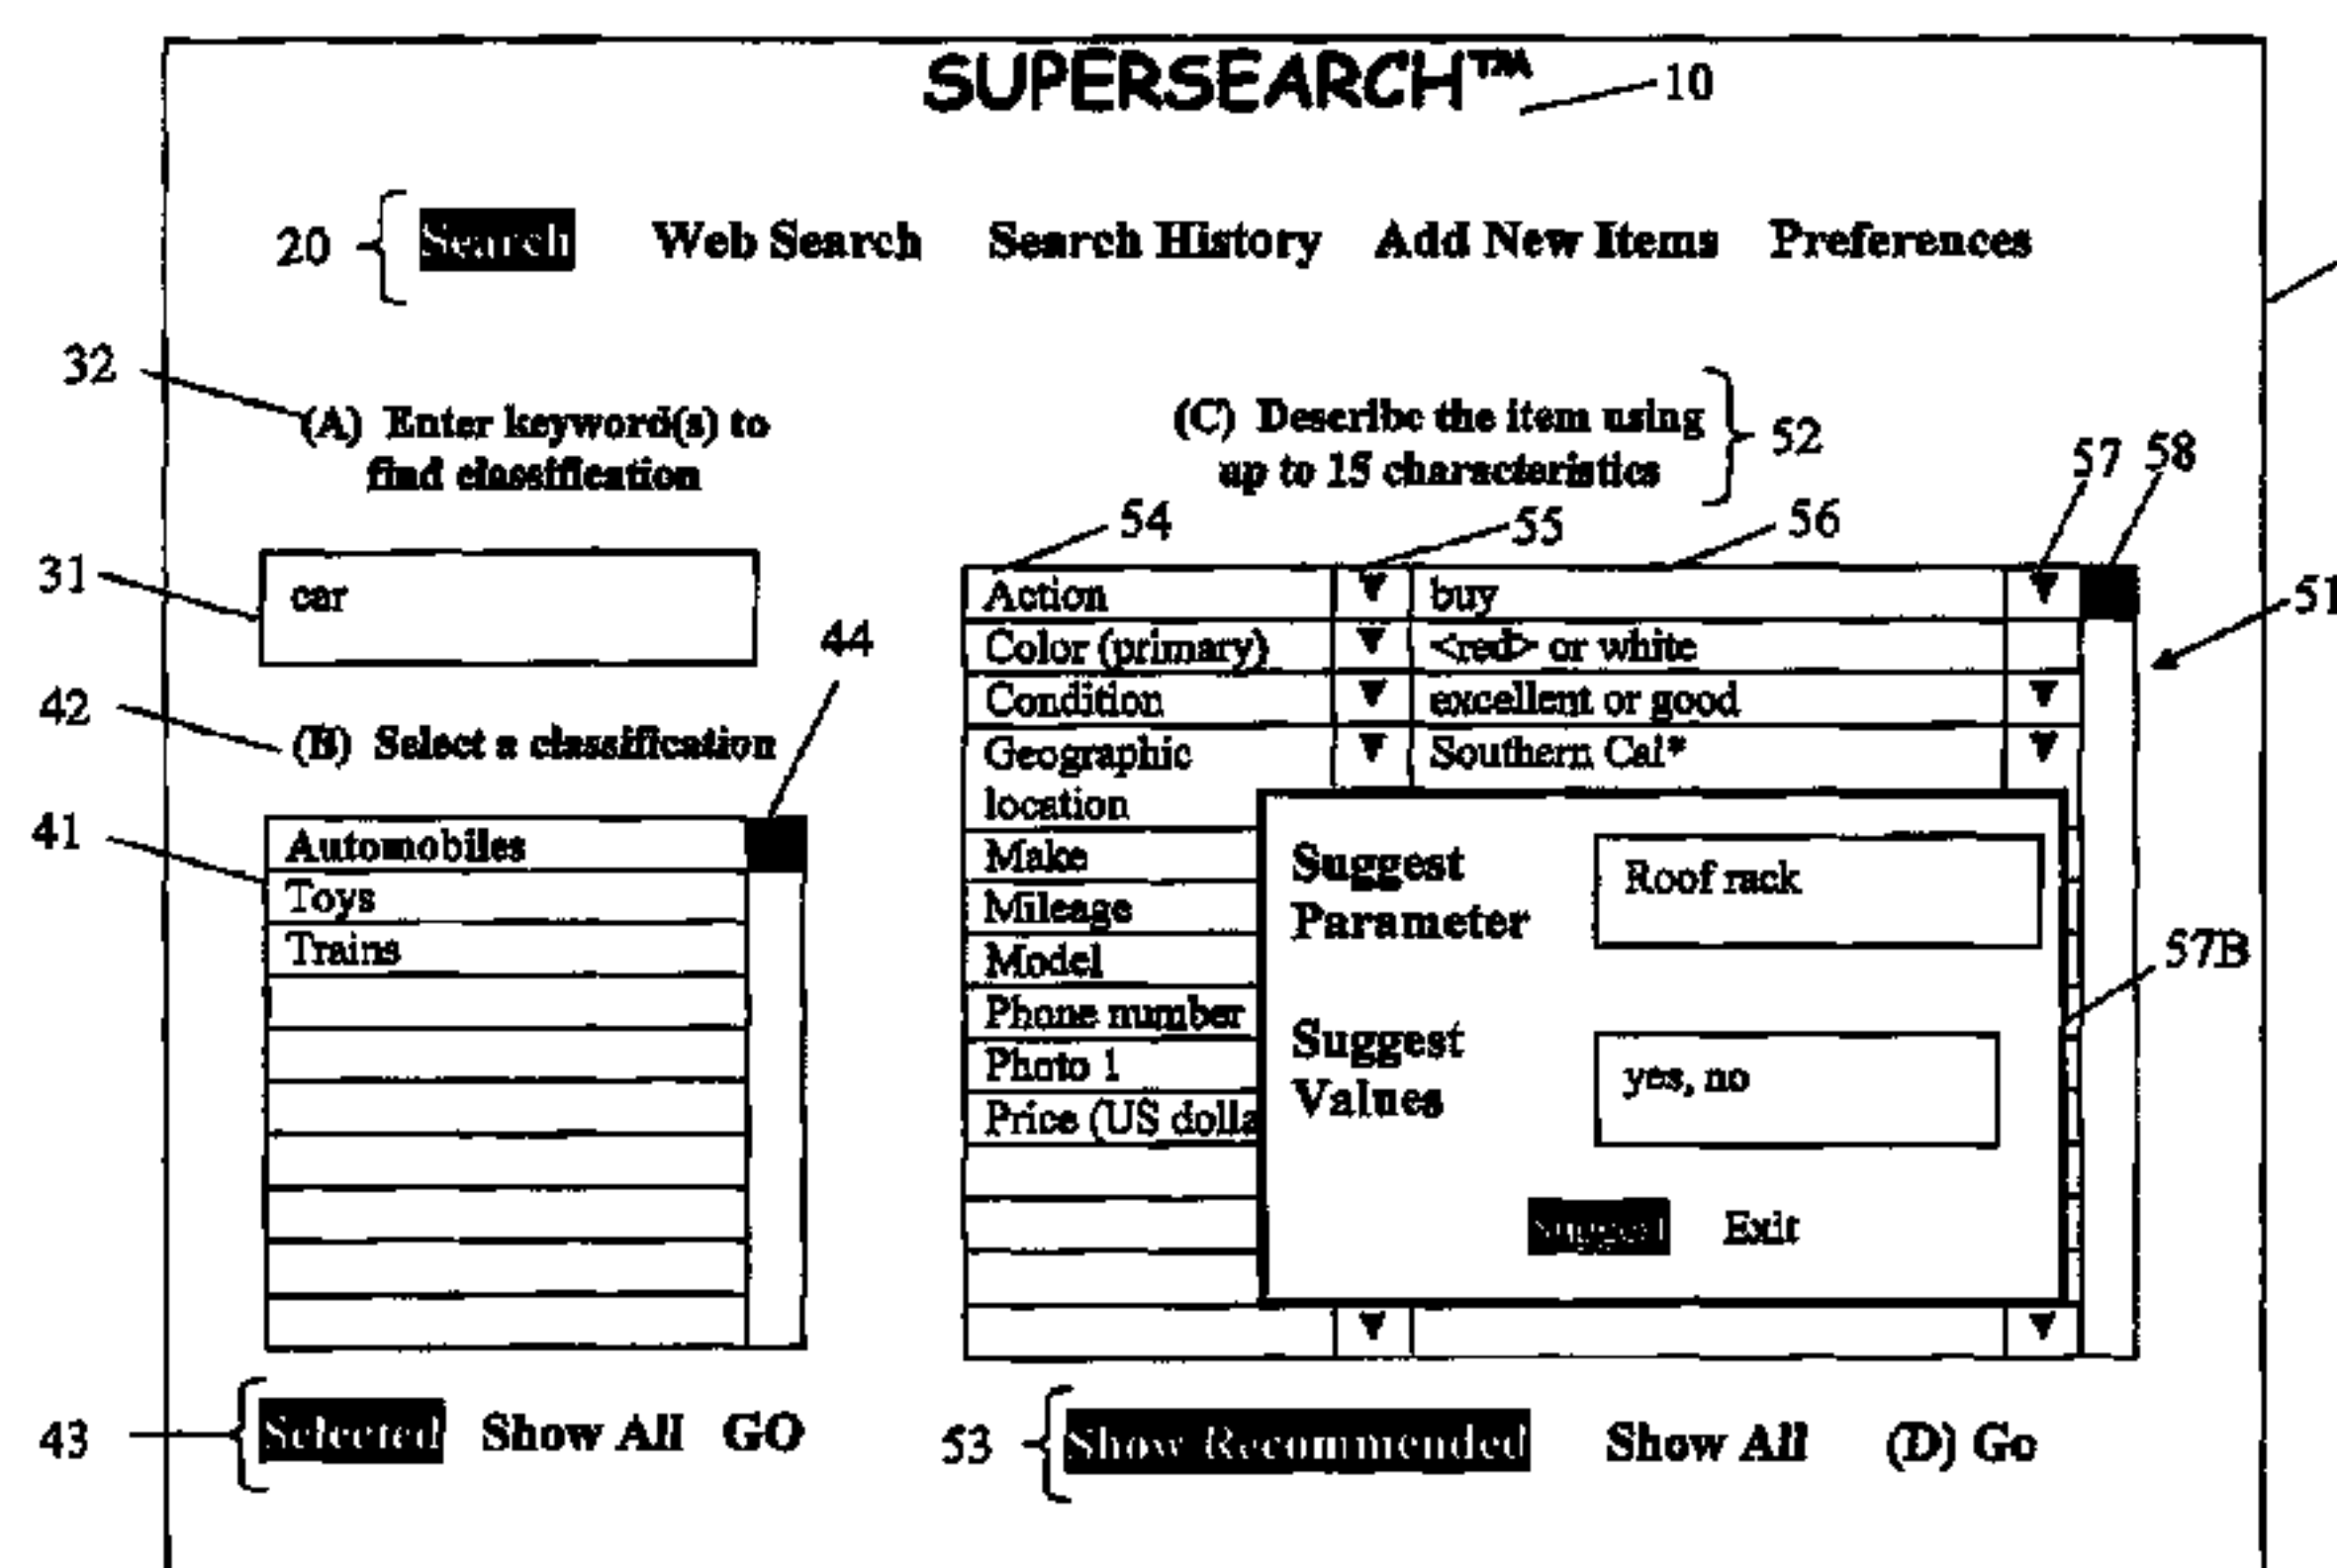 SUPERSEARCH™
10
20 Search Web Search Search History Add New Items Preferences
32
(A) Enter keyword(s) to
find classification
31
car
42
(B) Select a classification
44
41
Automobiles
Toys
Trains
43 Selected Show All GO
(C) Describe the item using
up to 15 characteristics
52
54 55 56 57 58
51
Action ▼ buy ▼
Color (primary) ▼ <red> or white
Condition ▼ excellent or good ▼
Geographic ▼ Southern Cal* ▼
location
Make
Mileage
Model
Phone number
Photo 1
Price (US dolla
▼ ▼
Suggest
Parameter
Roof rack
57B
Suggest
Values
yes, no
Suggest Exit
53 Show Recommended Show All (D) Go